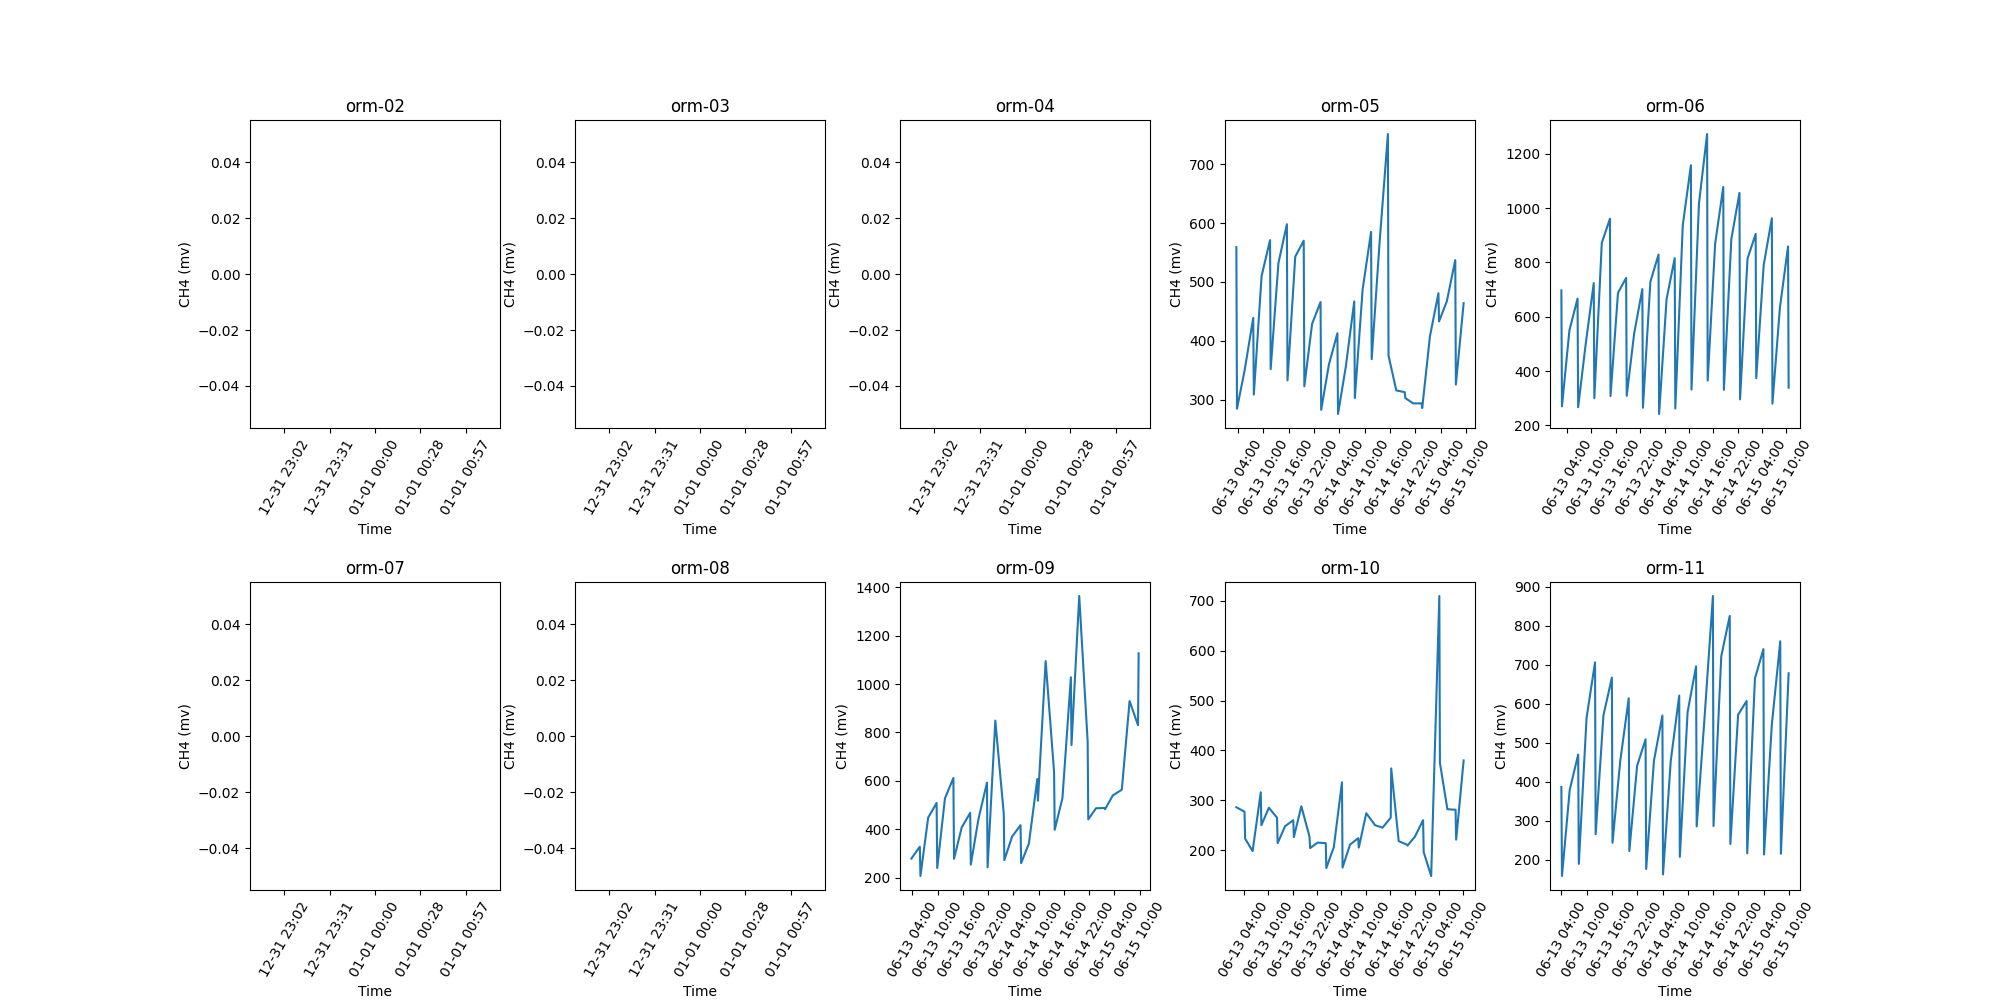 orm-02 orm-03 orm-04 orm-05 orm-06
CH4 (mv)
0.04
0.02
0.00
−0.02
−0.04
12-31 23:02 12-31 23:31 01-01 00:00 01-01 00:28 01-01 00:57
Time
CH4 (mv)
0.04
0.02
0.00
−0.02
−0.04
12-31 23:02 12-31 23:31 01-01 00:00 01-01 00:28 01-01 00:57
Time
CH4 (mv)
0.04
0.02
0.00
−0.02
−0.04
12-31 23:02 12-31 23:31 01-01 00:00 01-01 00:28 01-01 00:57
Time
CH4 (mv)
700
600
500
400
300
06-13 04:00 06-13 10:00 06-13 16:00 06-13 22:00 06-14 04:00 06-14 10:00 06-14 16:00 06-14 22:00 06-15 04:00 06-15 10:00
Time
CH4 (mv)
1200
1000
800
600
400
200
06-13 04:00 06-13 10:00 06-13 16:00 06-13 22:00 06-14 04:00 06-14 10:00 06-14 16:00 06-14 22:00 06-15 04:00 06-15 10:00
Time
orm-07 orm-08 orm-09 orm-10 orm-11
CH4 (mv)
0.04
0.02
0.00
−0.02
−0.04
12-31 23:02 12-31 23:31 01-01 00:00 01-01 00:28 01-01 00:57
Time
CH4 (mv)
0.04
0.02
0.00
−0.02
−0.04
12-31 23:02 12-31 23:31 01-01 00:00 01-01 00:28 01-01 00:57
Time
CH4 (mv)
1400
1200
1000
800
600
400
200
06-13 04:00 06-13 10:00 06-13 16:00 06-13 22:00 06-14 04:00 06-14 10:00 06-14 16:00 06-14 22:00 06-15 04:00 06-15 10:00
Time
CH4 (mv)
700
600
500
400
300
200
06-13 04:00 06-13 10:00 06-13 16:00 06-13 22:00 06-14 04:00 06-14 10:00 06-14 16:00 06-14 22:00 06-15 04:00 06-15 10:00
Time
CH4 (mv)
900
800
700
600
500
400
300
200
06-13 04:00 06-13 10:00 06-13 16:00 06-13 22:00 06-14 04:00 06-14 10:00 06-14 16:00 06-14 22:00 06-15 04:00 06-15 10:00
Time